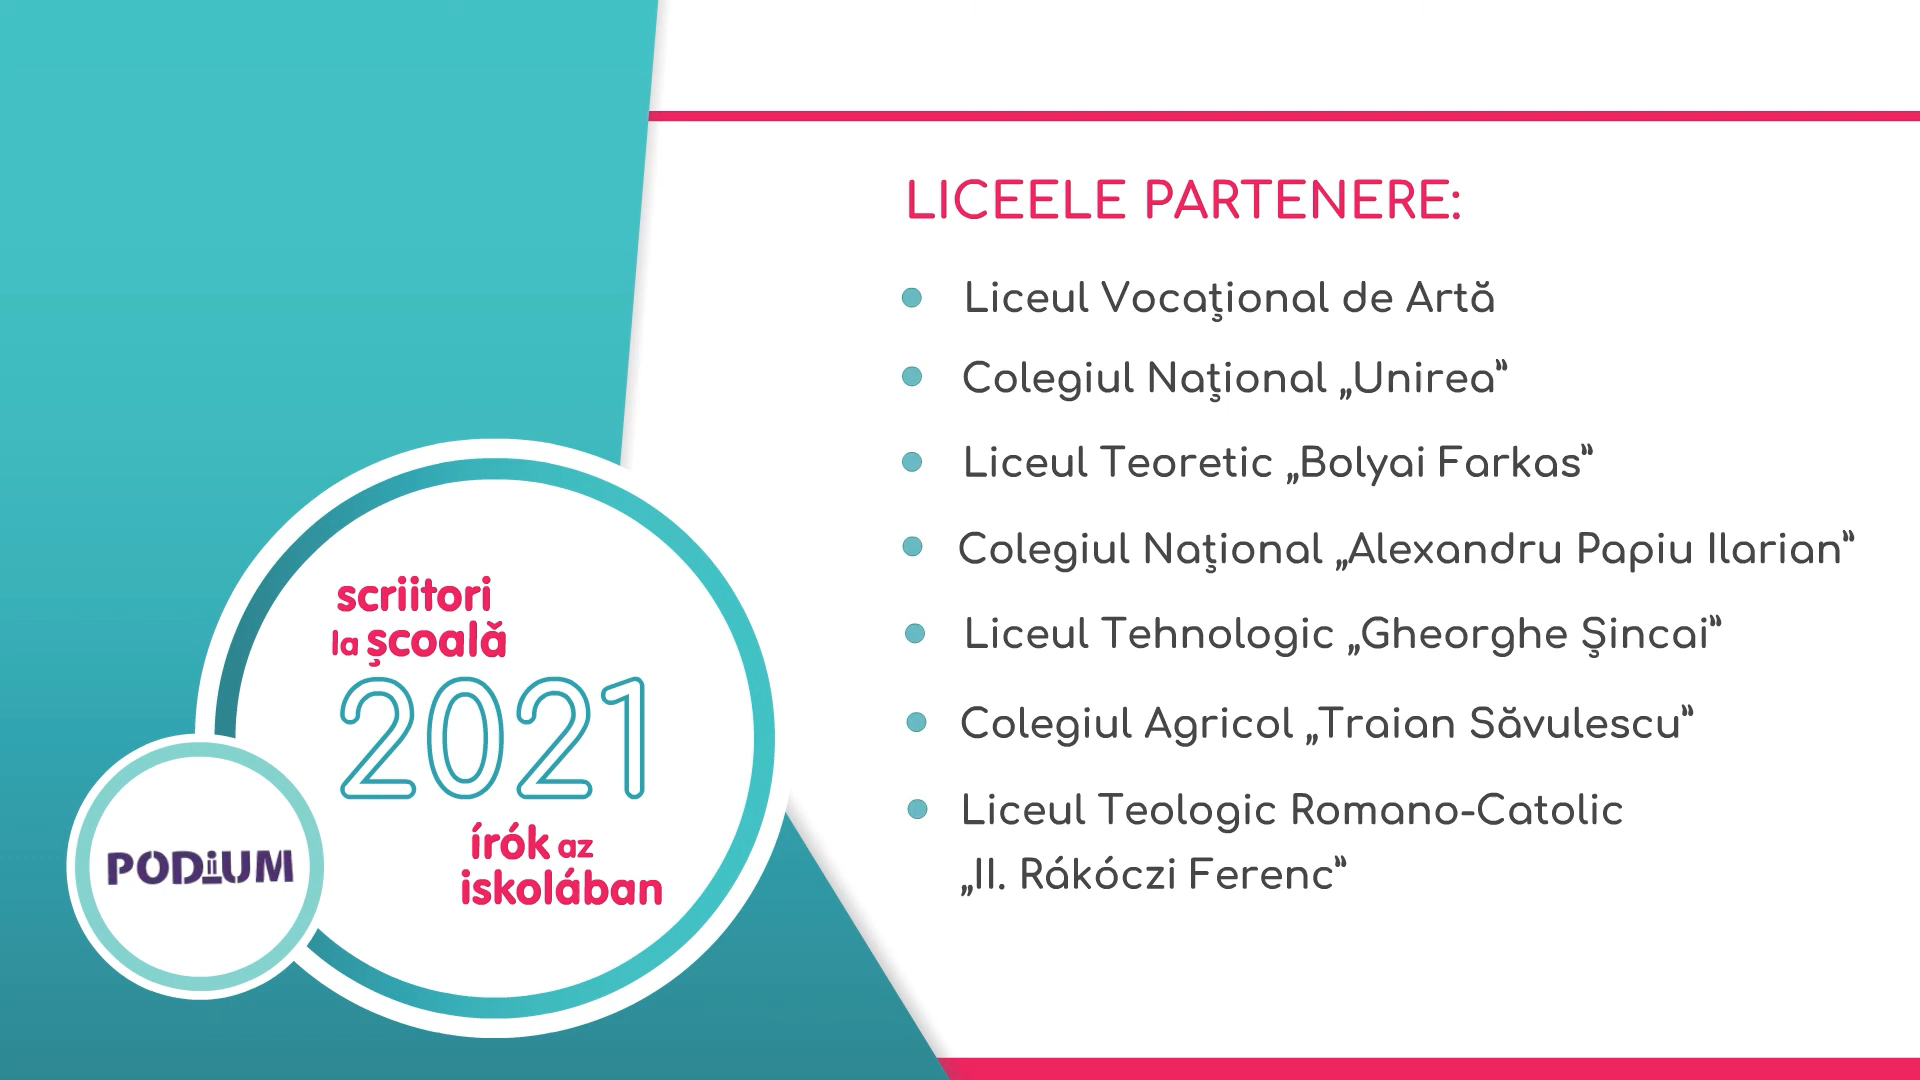 LICEELE PARTENERE:
Liceul Vocaţional de Artă
Colegiul Naţional „Unirea”
Liceul Teoretic „Bolyai Farkas”
Colegiul Naţional „Alexandru Papiu Ilarian”
Liceul Tehnologic „Gheorghe Şincai”
Colegiul Agricol „Traian Săvulescu”
Liceul Teologic Romano-Catolic
„II. Rákóczi Ferenc”
scriitori
la școală
2021
írók az
iskolában
PODiUM